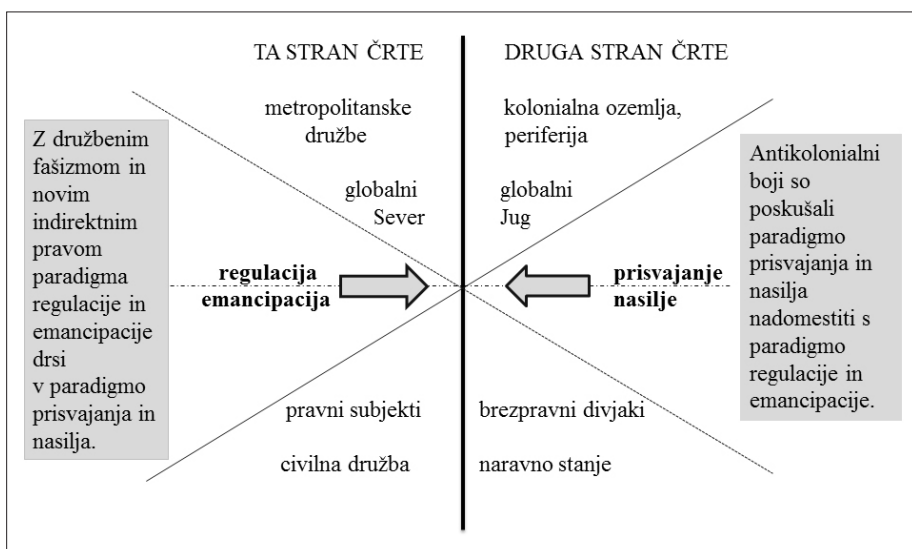 TA STRAN ČRTE
DRUGA STRAN ČRTE
metropolitanske
družbe
kolonialna ozemlja,
periferija
globalni
Sever
globalni
Jug
Z družbenim
fašizmom in
novim
indirektnim
pravom
paradigma
regulacije in
emancipacije
drsi
v paradigmo
prisvajanja in
nasilja.
regulacija
emancipacija
prisvajanje
nasilje
Antikolonialni
boji so
poskušali
paradigmo
prisvajanja in
nasilja
nadomestiti s
paradigmo
regulacije in
emancipacije.
pravni subjekti
brezpravni divjaki
civilna družba
naravno stanje